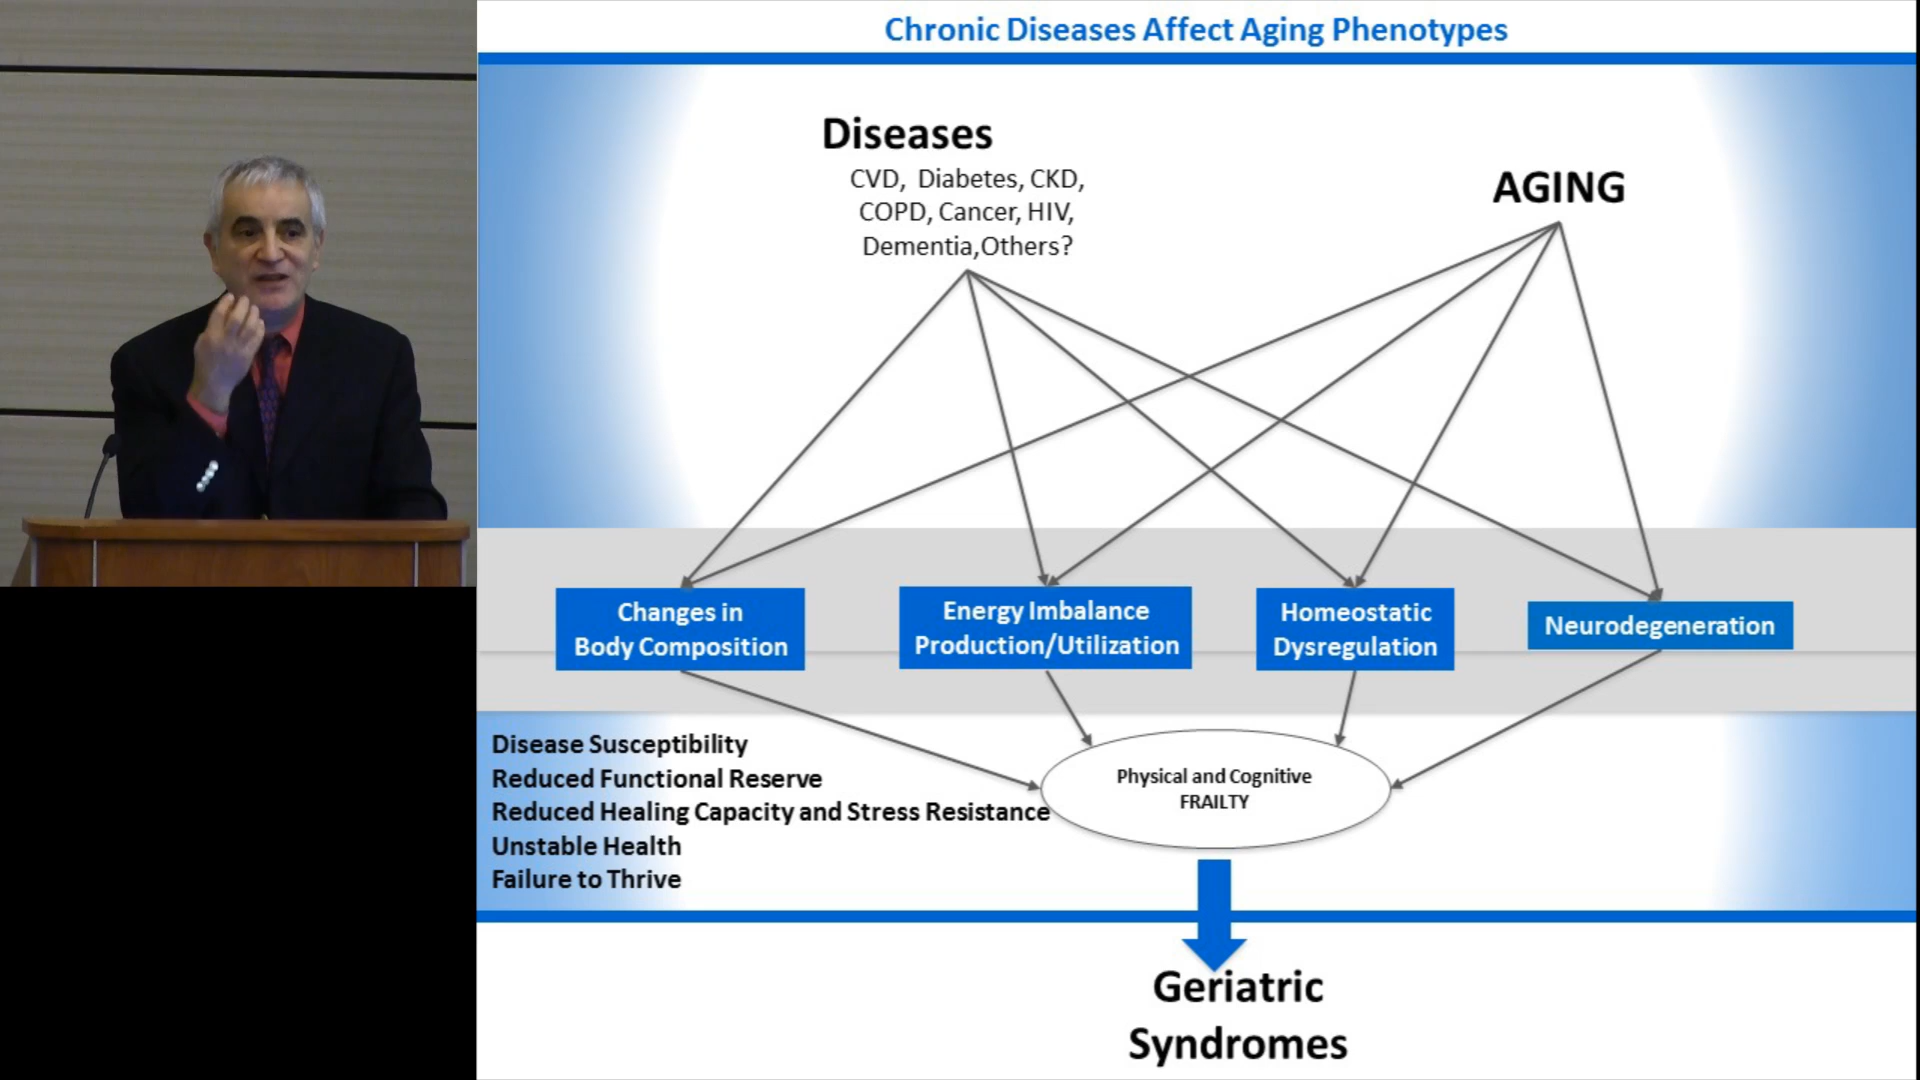 Chronic Diseases Affect Aging Phenotypes
Diseases
CVD, Diabetes, CKD,
COPD, Cancer, HIV,
Dementia,Others?
AGING
Changes in
Body Composition
Energy Imbalance
Production/Utilization
Homeostatic
Dysregulation
Neurodegeneration
Disease Susceptibility
Reduced Functional Reserve
Reduced Healing Capacity and Stress Resistance
Unstable Health
Failure to Thrive
Physical and Cognitive
FRAILTY
Geriatric
Syndromes